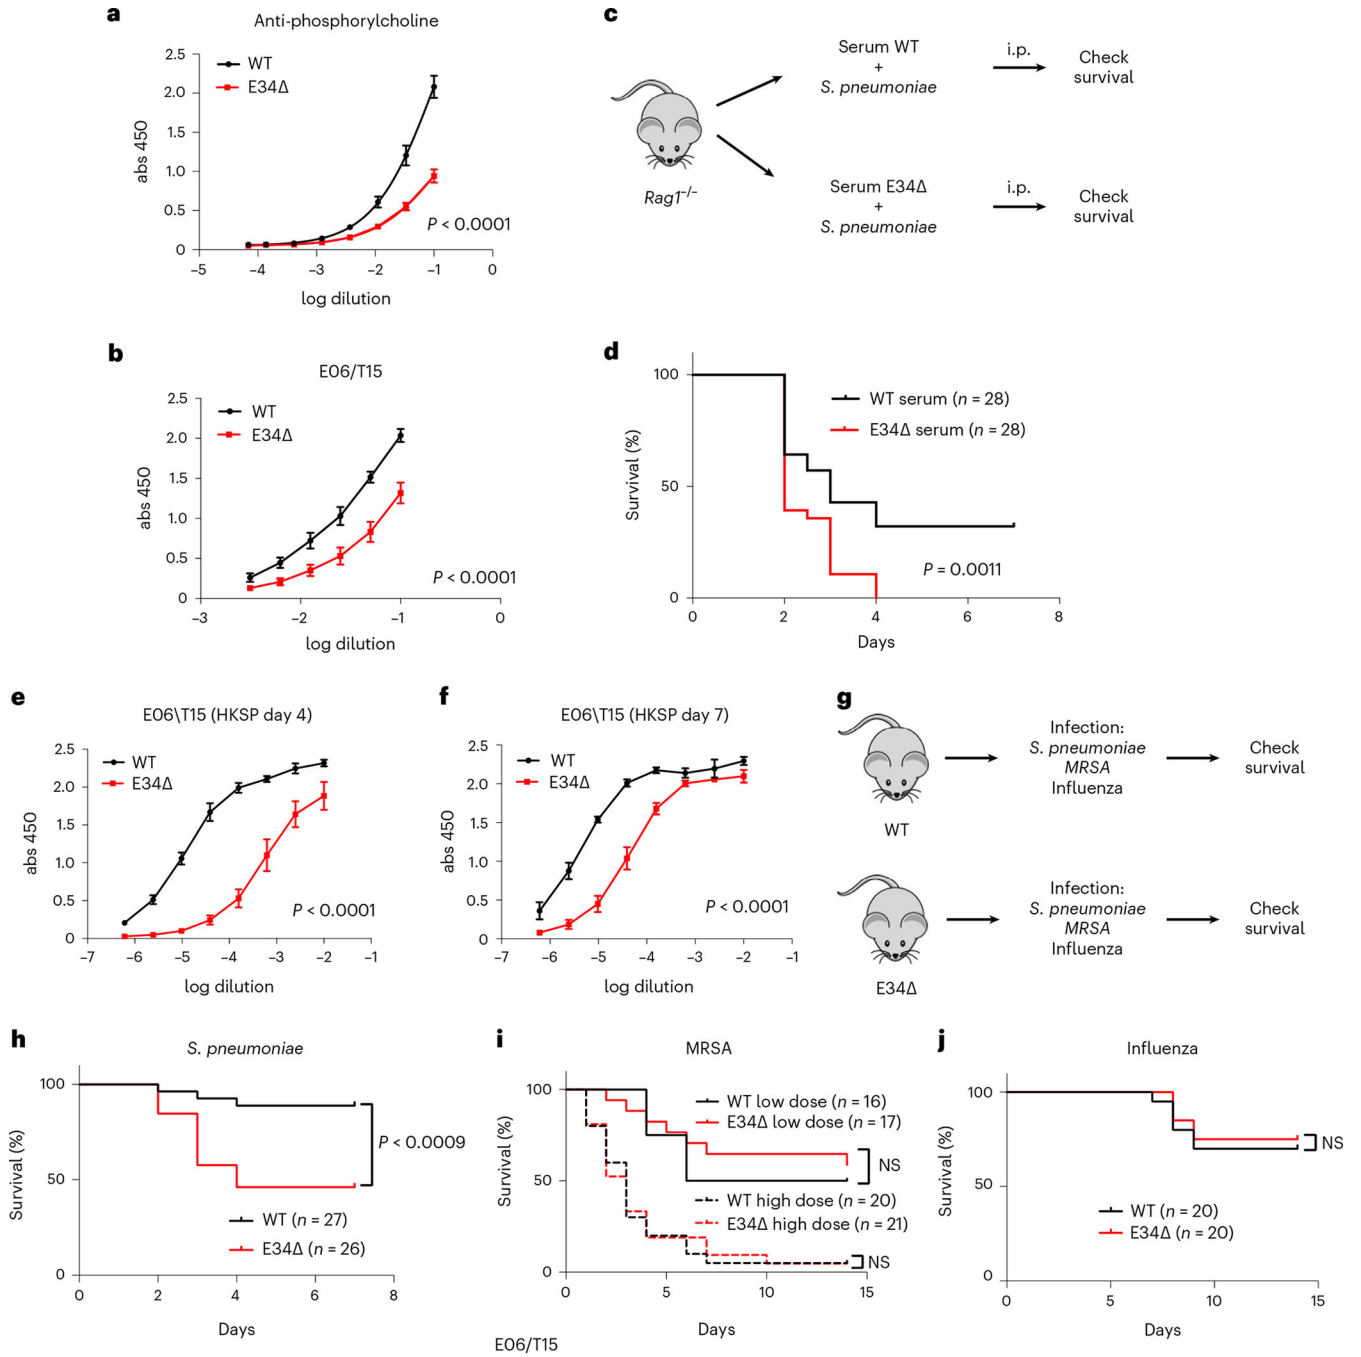 a
Anti-phosphorylcholine
WT
E34Δ
2.5
2.0
1.5
1.0
0.5
0
abs 450
P < 0.0001
–5
–4
–3
–2
–1
0
log dilution
c
Rag1–/–
Serum WT
+
S. pneumoniae
i.p.
Check
survival
Serum E34Δ
+
S. pneumoniae
i.p.
Check
survival
b
E06/T15
WT
E34Δ
2.5
2.0
1.5
1.0
0.5
0
abs 450
P < 0.0001
–3
–2
–1
0
log dilution
d
100
50
0
Survival (%)
WT serum (n = 28)
E34Δ serum (n = 28)
P = 0.0011
0
2
4
6
8
Days
e
E06\T15 (HKSP day 4)
WT
E34Δ
2.5
2.0
1.5
1.0
0.5
0
abs 450
P < 0.0001
–7
–6
–5
–4
–3
–2
–1
log dilution
f
E06\T15 (HKSP day 7)
WT
E34Δ
2.5
2.0
1.5
1.0
0.5
0
abs 450
P < 0.0001
–7
–6
–5
–4
–3
–2
–1
log dilution
g
WT
Infection:
S. pneumoniae
MRSA
Influenza
Check
survival
E34Δ
Infection:
S. pneumoniae
MRSA
Influenza
Check
survival
h
S. pneumoniae
100
50
0
Survival (%)
P < 0.0009
WT (n = 27)
E34Δ (n = 26)
0
2
4
6
8
Days
i
MRSA
100
50
0
Survival (%)
WT low dose (n = 16)
E34Δ low dose (n = 17)
NS
WT high dose (n = 20)
E34Δ high dose (n = 21)
NS
0
5
10
15
Days
E06/T15
j
Influenza
100
50
0
Survival (%)
NS
WT (n = 20)
E34Δ (n = 20)
0
5
10
15
Days